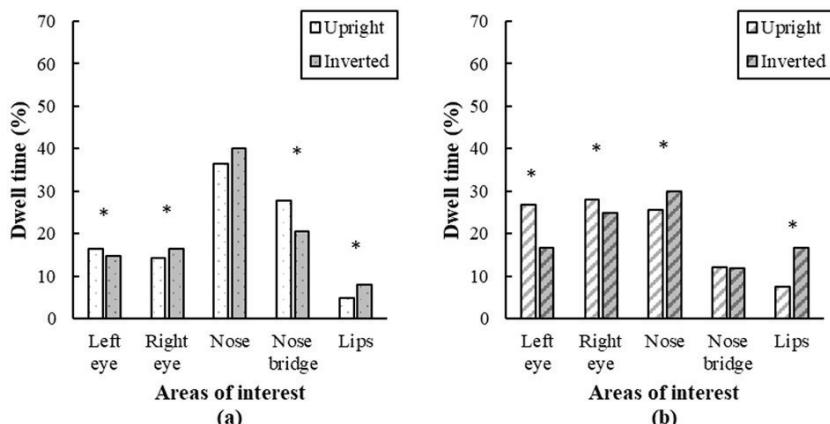 Upright
Inverted
Dwell time (%)
70
60
50
40
30
20
10
0
*
*
*
*
Left eye
Right eye
Nose
Nose bridge
Lips
Areas of interest
(a)
Upright
Inverted
Dwell time (%)
70
60
50
40
30
20
10
0
*
*
*
*
Left eye
Right eye
Nose
Nose bridge
Lips
Areas of interest
(b)